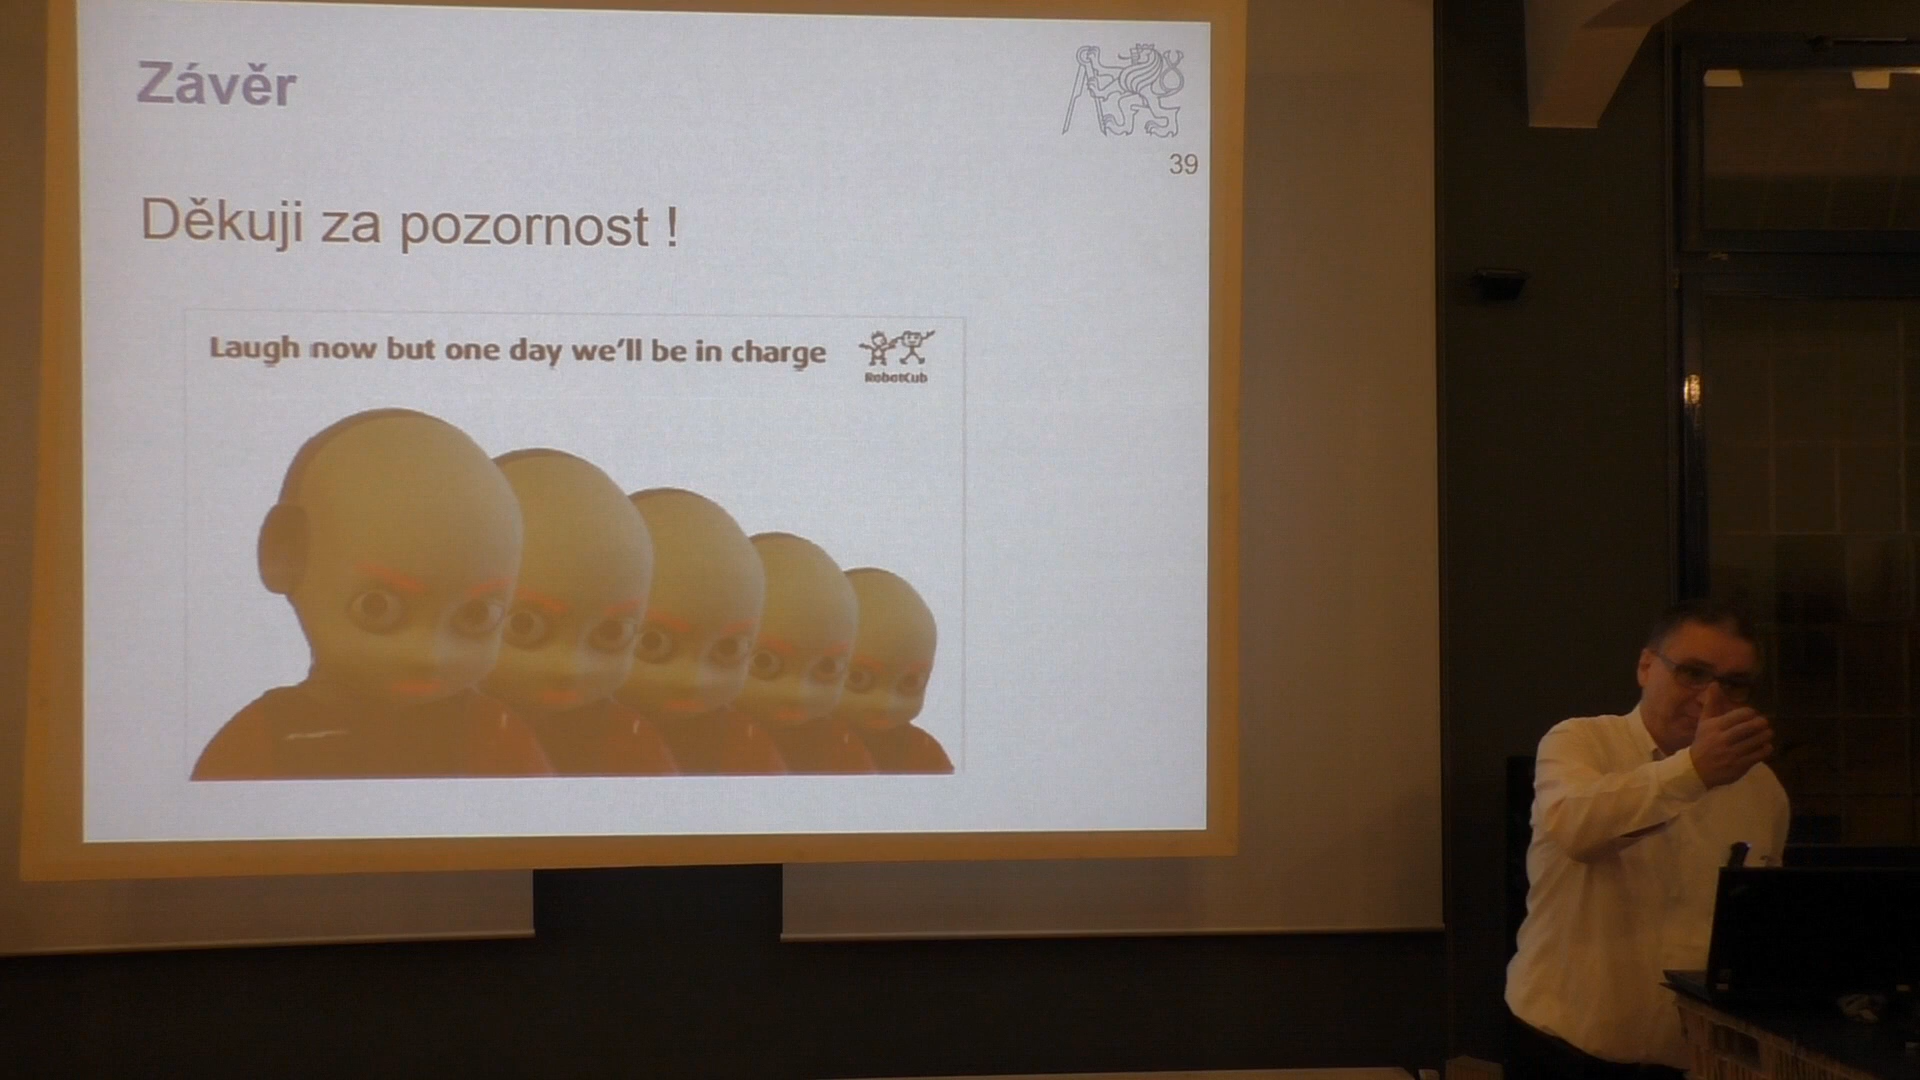 Závěr
39
Děkuji za pozornost !
Laugh now but one day we'll be in charge
RobotCub